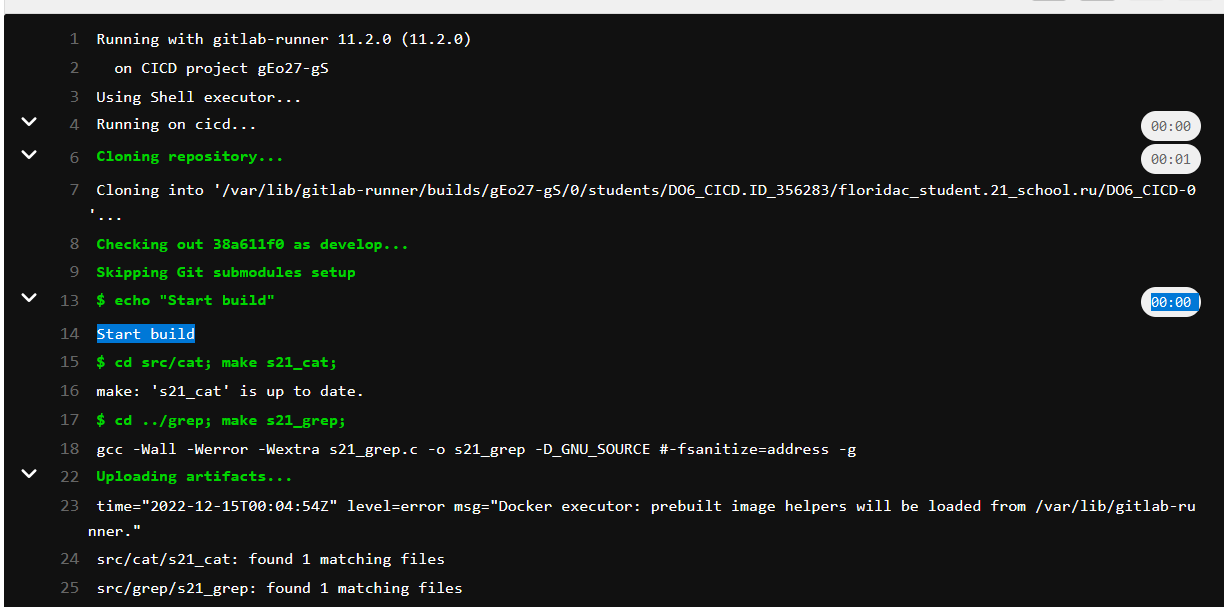 1 Running with gitlab-runner 11.2.0 (11.2.0)
2 on CICD project gEo27-gS
3 Using Shell executor...
4 Running on cicd... 00:00
6 Cloning repository... 00:01
7 Cloning into '/var/lib/gitlab-runner/builds/gEo27-gS/0/students/DO6_CICD.ID_356283/floridac_student.21_school.ru/DO6_CICD-0
'...
8 Checking out 38a611f0 as develop...
9 Skipping Git submodules setup
13 $ echo "Start build" 00:00
14 Start build
15 $ cd src/cat; make s21_cat;
16 make: 's21_cat' is up to date.
17 $ cd ../grep; make s21_grep;
18 gcc -Wall -Werror -Wextra s21_grep.c -o s21_grep -D_GNU_SOURCE #-fsanitize=address -g
22 Uploading artifacts...
23 time="2022-12-15T00:04:54Z" level=error msg="Docker executor: prebuilt image helpers will be loaded from /var/lib/gitlab-ru
nner."
24 src/cat/s21_cat: found 1 matching files
25 src/grep/s21_grep: found 1 matching files